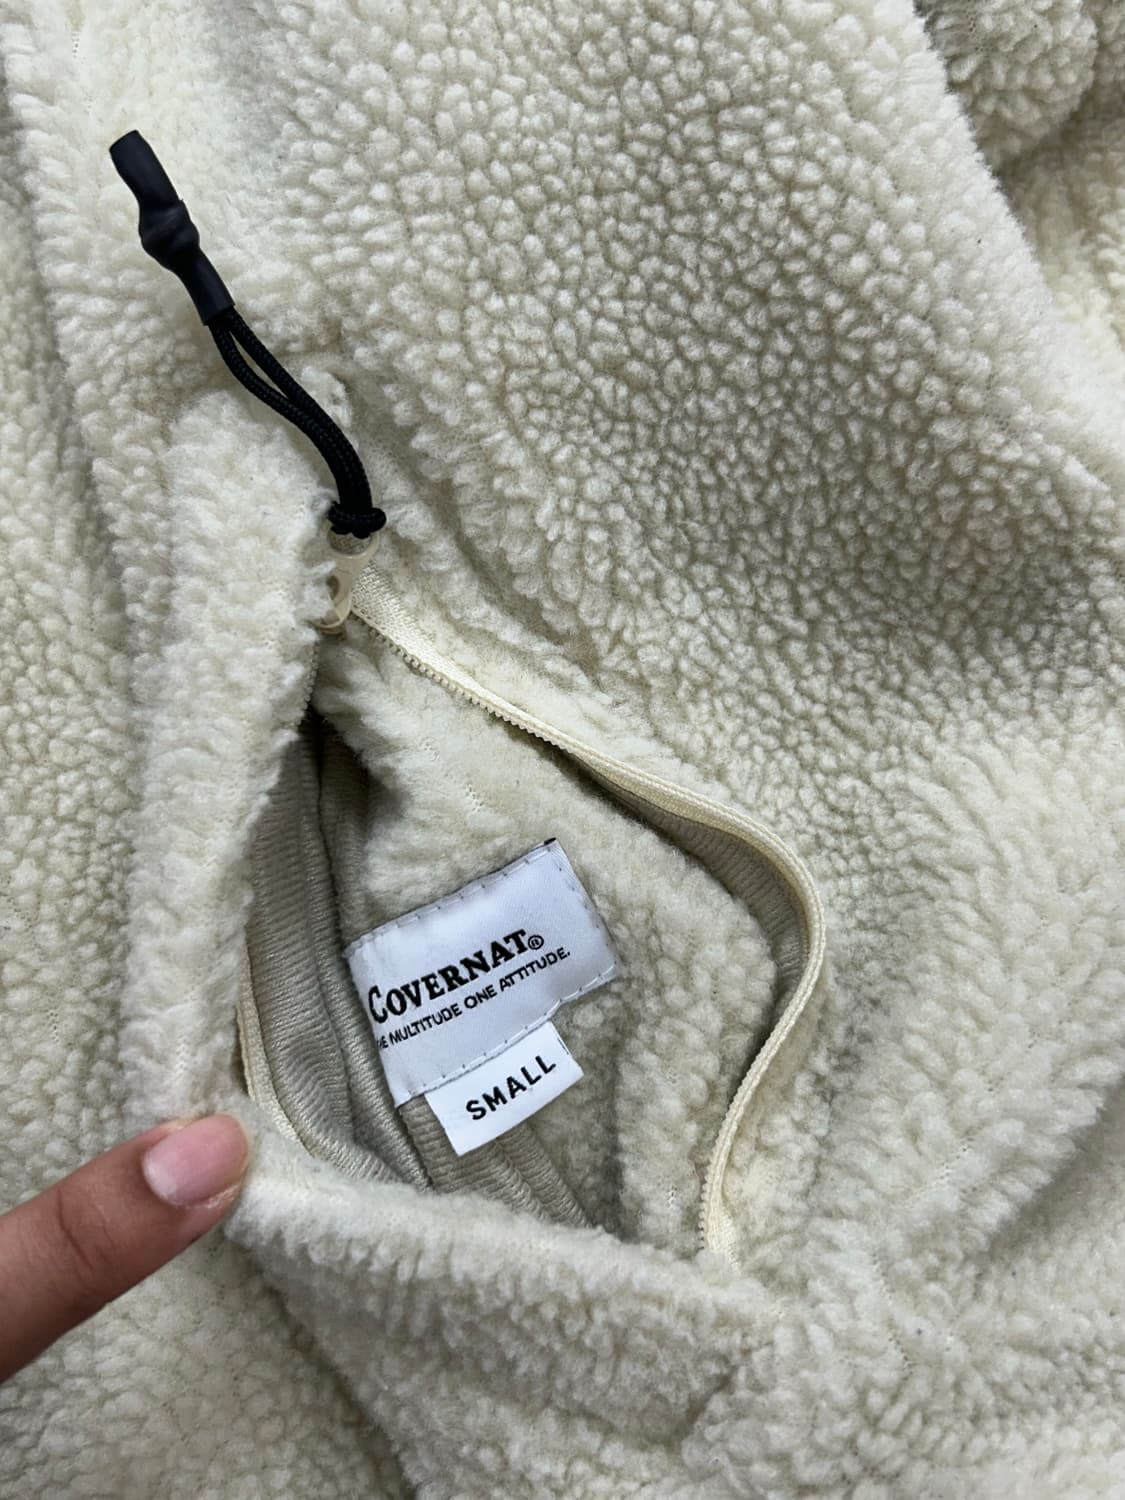 COVERNAT®
MULTITUDE ONE ATTITUDE.
SMALL